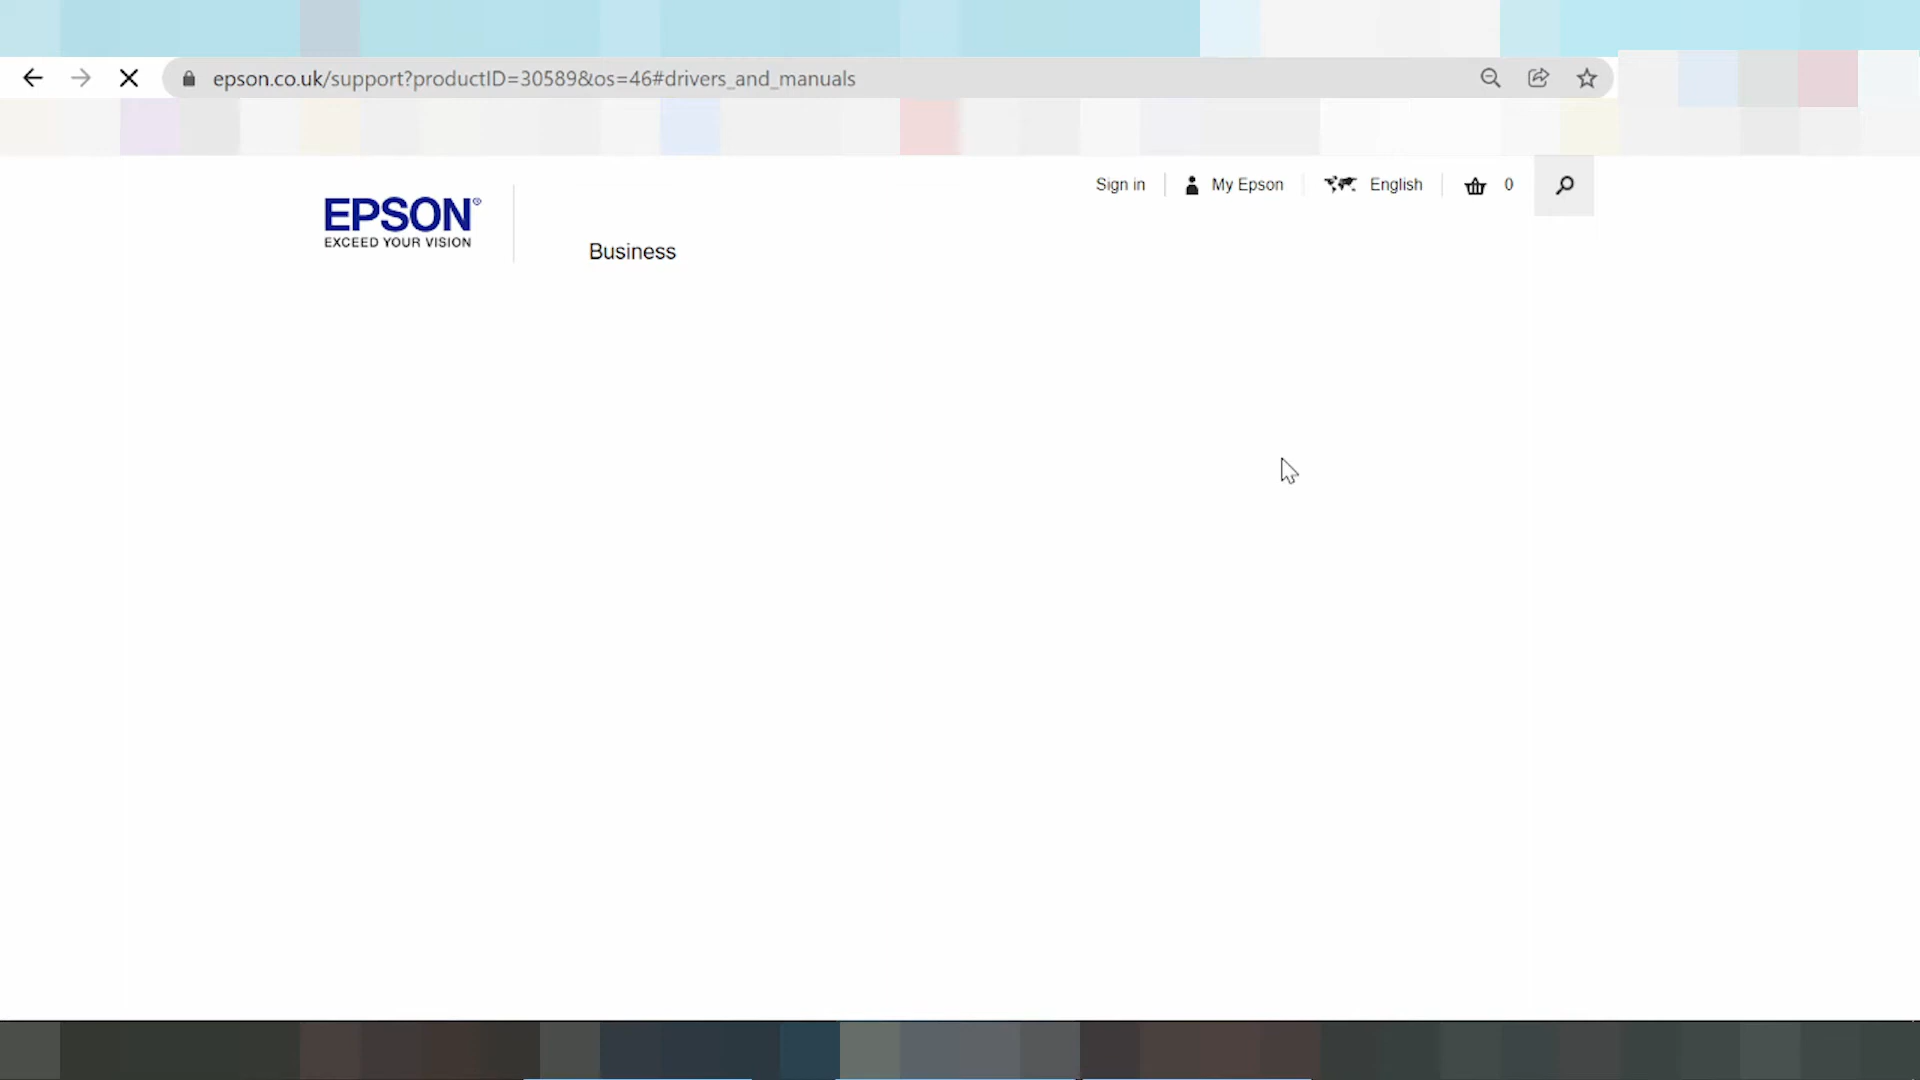 epson.co.uk/support?productID=30589&os=46#drivers_and_manuals
Sign in My Epson English 0
EPSON®
EXCEED YOUR VISION
Business